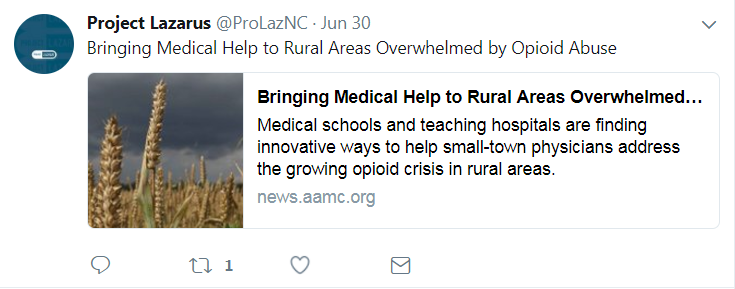 Project Lazarus @ProLazNC · Jun 30
Bringing Medical Help to Rural Areas Overwhelmed by Opioid Abuse
Bringing Medical Help to Rural Areas Overwhelmed...
Medical schools and teaching hospitals are finding
innovative ways to help small-town physicians address
the growing opioid crisis in rural areas.
news.aamc.org
1